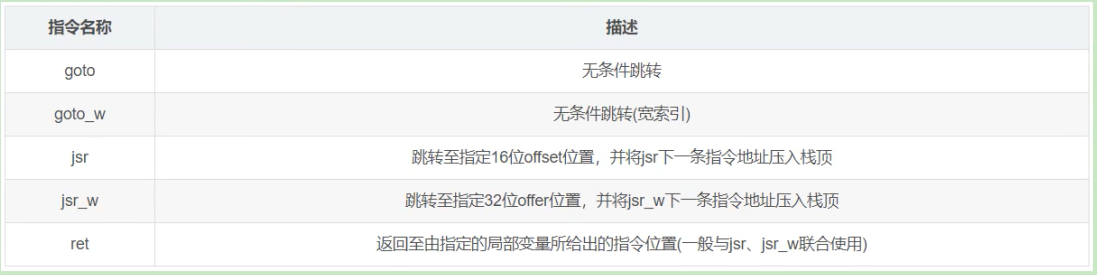 指令名称 描述
goto 无条件跳转
goto_w 无条件跳转(宽索引)
jsr 跳转至指定16位offset位置，并将jsr下一条指令地址压入栈顶
jsr_w 跳转至指定32位offer位置，并将jsr_w下一条指令地址压入栈顶
ret 返回至由指定的局部变量所给出的指令位置(一般与jsr、jsr_w联合使用)